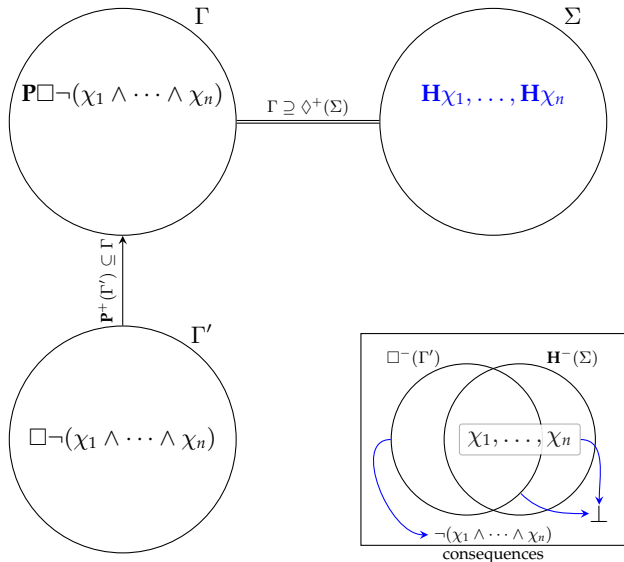 Γ
Σ
𝐏□¬(χ₁ ∧ ⋯ ∧ χₙ)
Γ ⊇ ◊⁺(Σ)
𝐇χ₁, …, 𝐇χₙ
𝐏⁺(Γ′) ⊆ Γ
Γ′
□¬(χ₁ ∧ ⋯ ∧ χₙ)
□⁻(Γ′)
𝐇⁻(Σ)
χ₁, …, χₙ
⊥
¬(χ₁ ∧ ⋯ ∧ χₙ)
consequences